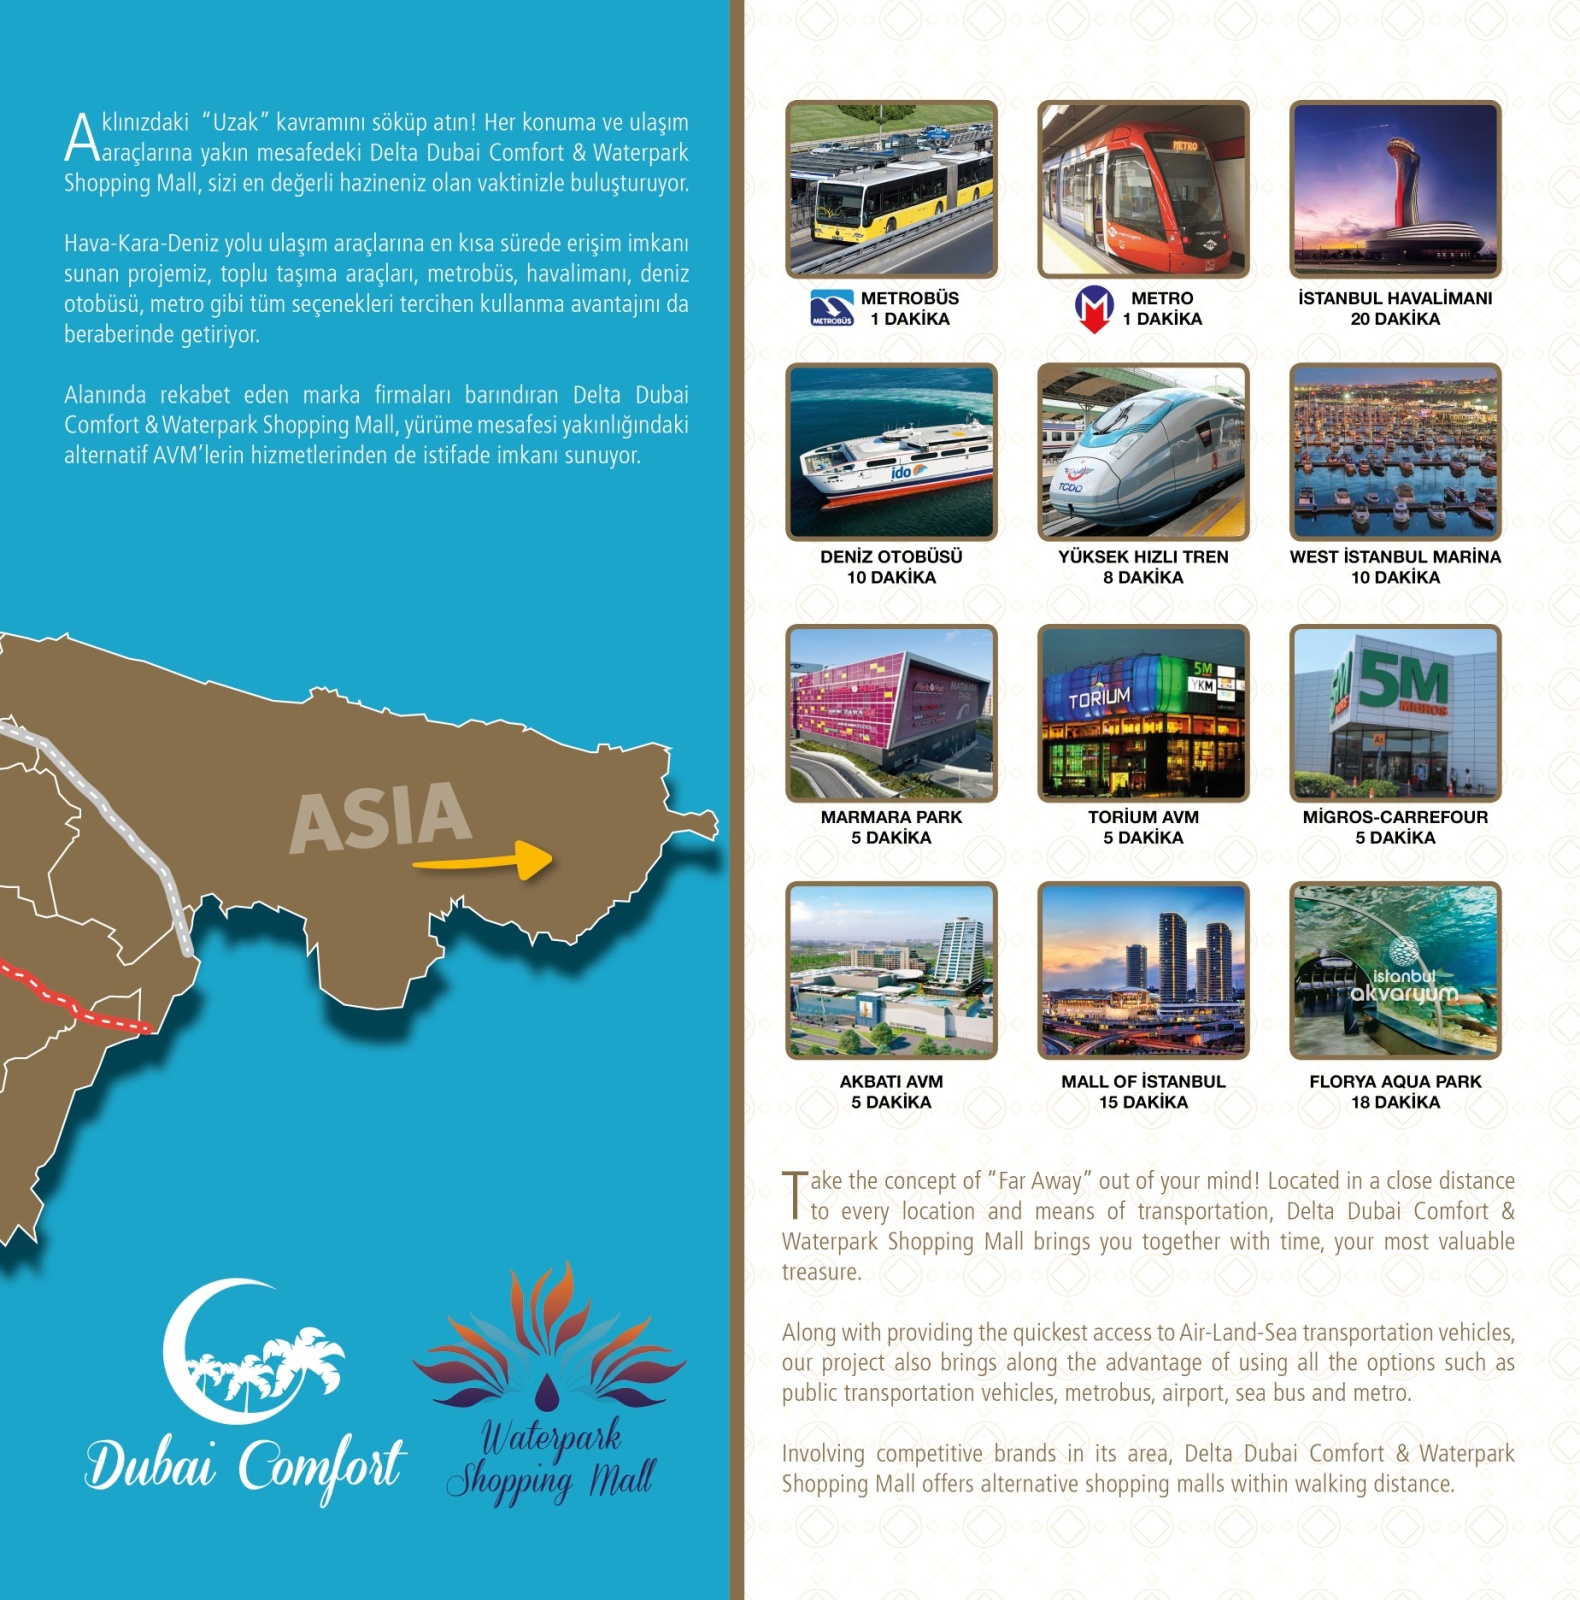 Aklınızdaki “Uzak” kavramını söküp atın! Her konuma ve ulaşım
araçlarına yakın mesafedeki Delta Dubai Comfort & Waterpark
Shopping Mall, sizi en değerli hazineniz olan vaktinizle buluşturuyor.
Hava-Kara-Deniz yolu ulaşım araçlarına en kısa sürede erişim imkanı
sunan projemiz, toplu taşıma araçları, metrobüs, havalimanı, deniz
otobüsü, metro gibi tüm seçenekleri tercihen kullanma avantajını da
beraberinde getiriyor.
Alanında rekabet eden marka firmaları barındıran Delta Dubai
Comfort & Waterpark Shopping Mall, yürüme mesafesi yakınlığındaki
alternatif AVM’lerin hizmetlerinden de istifade imkanı sunuyor.
ASIA
Dubai Comfort
Waterpark
Shopping Mall
METRO
METROBÜS
METROBÜS
1 DAKİKA
M
METRO
1 DAKİKA
İSTANBUL HAVALİMANI
20 DAKİKA
ido
TCDD
DENİZ OTOBÜSÜ
10 DAKİKA
YÜKSEK HIZLI TREN
8 DAKİKA
WEST İSTANBUL MARİNA
10 DAKİKA
MARMARA
PARK
TORIUM
5M
YKM
5M
MIGROS
MARMARA PARK
5 DAKİKA
TORİUM AVM
5 DAKİKA
MİGROS-CARREFOUR
5 DAKİKA
istanbul
akvaryum
AKBATI AVM
5 DAKİKA
MALL OF İSTANBUL
15 DAKİKA
FLORYA AQUA PARK
18 DAKİKA
Take the concept of “Far Away” out of your mind! Located in a close distance
to every location and means of transportation, Delta Dubai Comfort &
Waterpark Shopping Mall brings you together with time, your most valuable
treasure.
Along with providing the quickest access to Air-Land-Sea transportation vehicles,
our project also brings along the advantage of using all the options such as
public transportation vehicles, metrobus, airport, sea bus and metro.
Involving competitive brands in its area, Delta Dubai Comfort & Waterpark
Shopping Mall offers alternative shopping malls within walking distance.